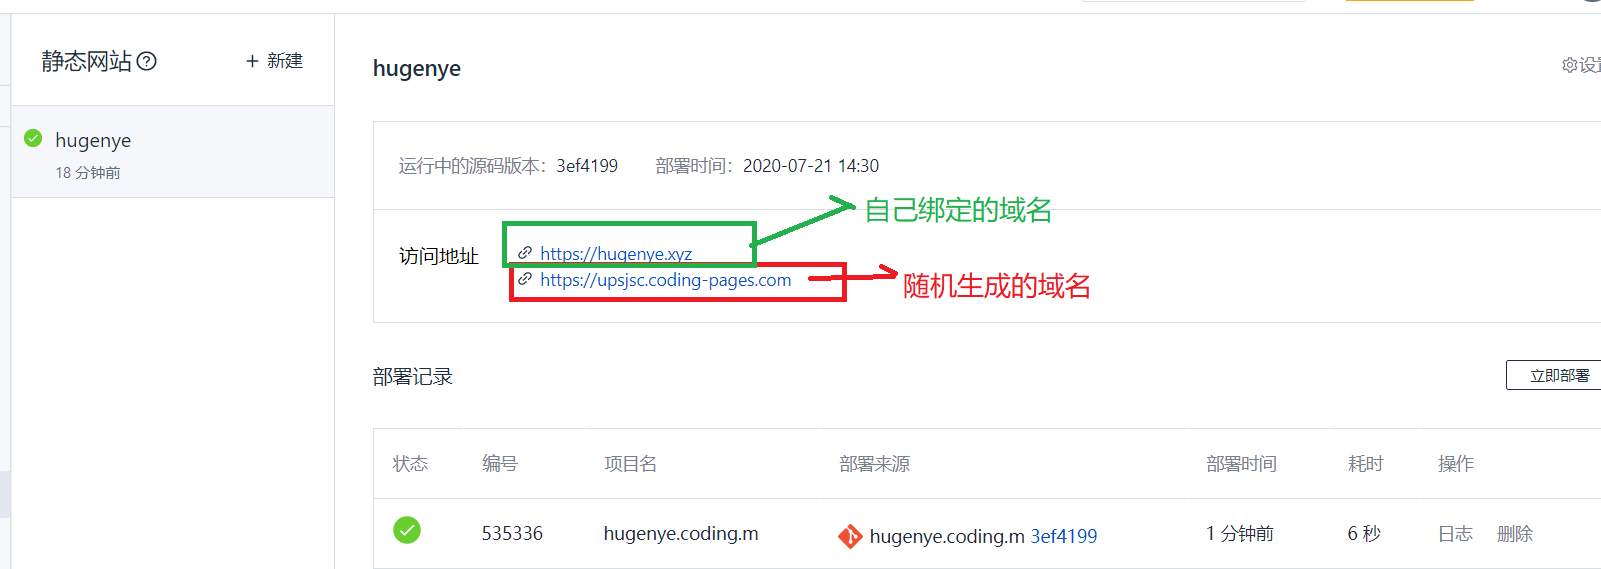 静态网站
+ 新建
hugenye
18 分钟前
hugenye
设置
运行中的源码版本：3ef4199 部署时间：2020-07-21 14:30
自己绑定的域名
访问地址
https://hugenye.xyz
https://upsjsc.coding-pages.com
随机生成的域名
部署记录
立即部署
状态 编号 项目名 部署来源 部署时间 耗时 操作
535336 hugenye.coding.m hugenye.coding.m 3ef4199 1 分钟前 6 秒 日志 删除